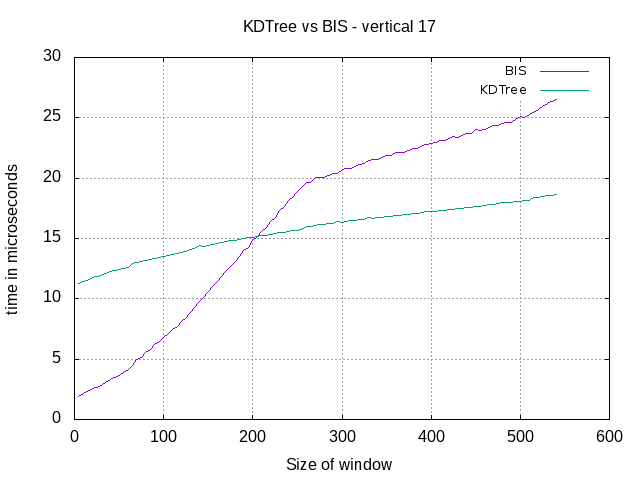 KDTree vs BIS - vertical 17
BIS
KDTree
30
25
20
15
10
5
0
time in microseconds
0 100 200 300 400 500 600
Size of window